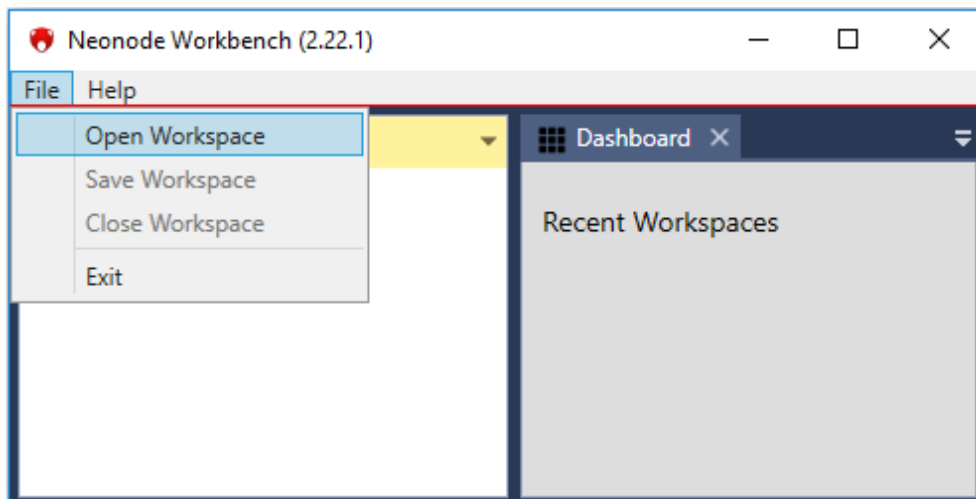 Neonode Workbench (2.22.1)
File Help
Open Workspace
Save Workspace
Close Workspace
Exit
Dashboard
Recent Workspaces